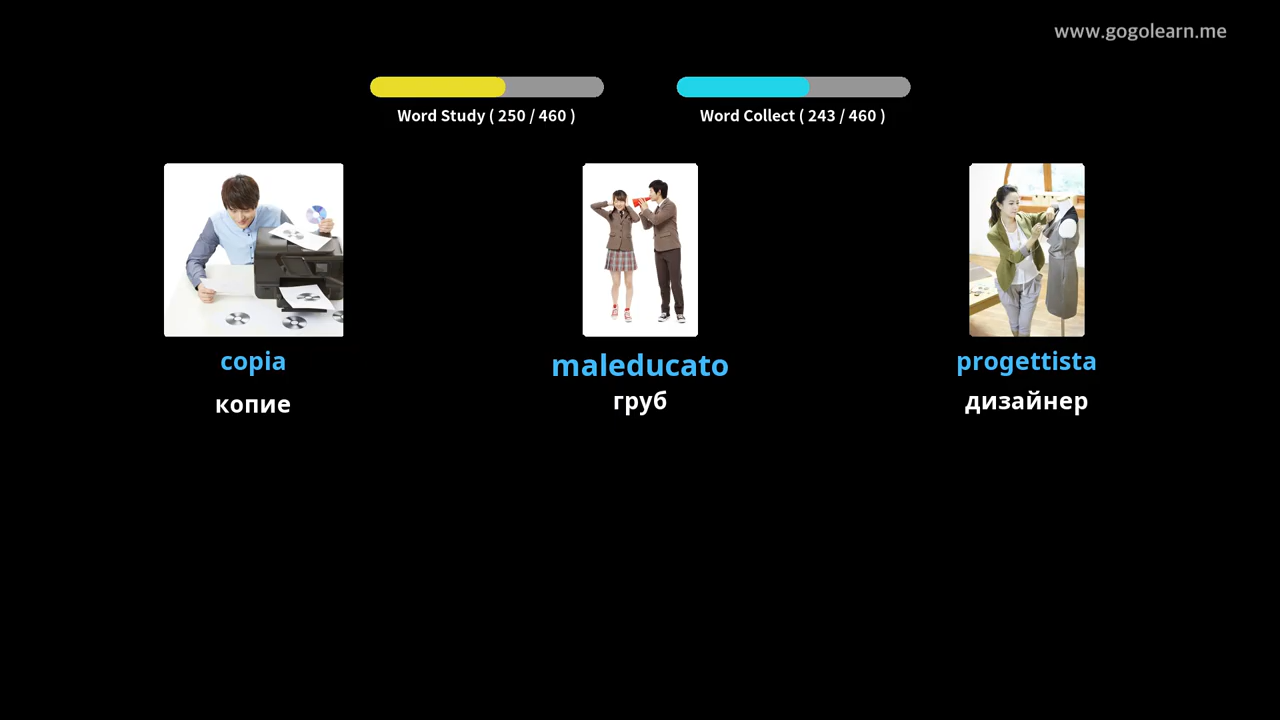 www.gogolearn.me
Word Study ( 250 / 460 )
Word Collect ( 243 / 460 )
copia
maleducato
progettista
копие
груб
дизайнер